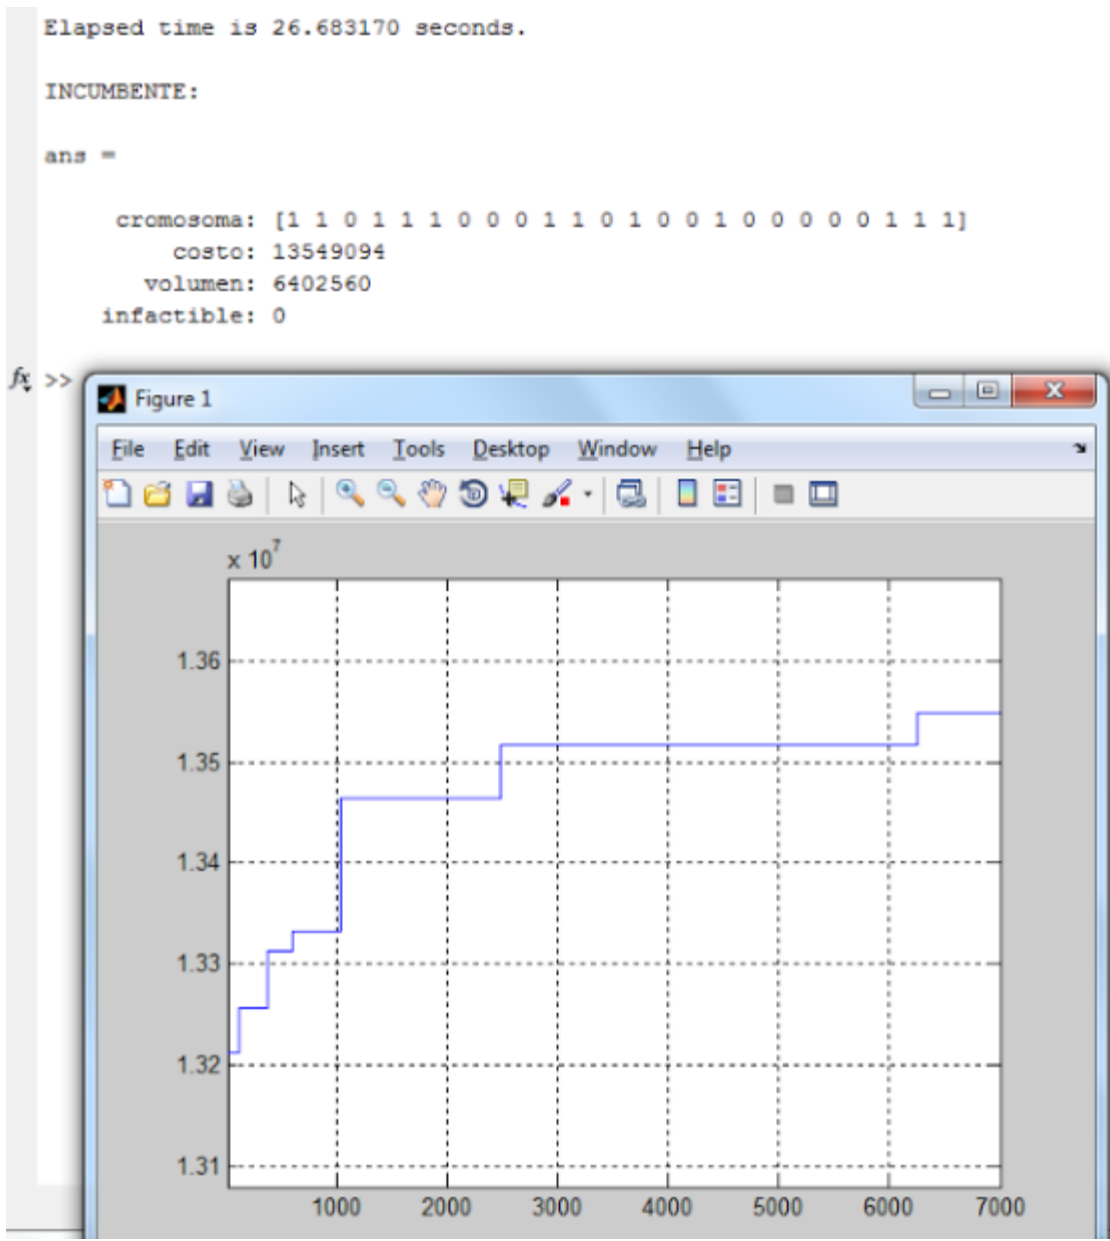 Elapsed time is 26.683170 seconds.
INCUMBENTE:
ans =
cromosoma: [1 1 0 1 1 1 0 0 0 1 1 0 1 0 0 1 0 0 0 0 0 1 1 1]
costo: 13549094
volumen: 6402560
infactible: 0
fx >>
Figure 1
File Edit View Insert Tools Desktop Window Help
x 10^7
1.36
1.35
1.34
1.33
1.32
1.31
1000 2000 3000 4000 5000 6000 7000